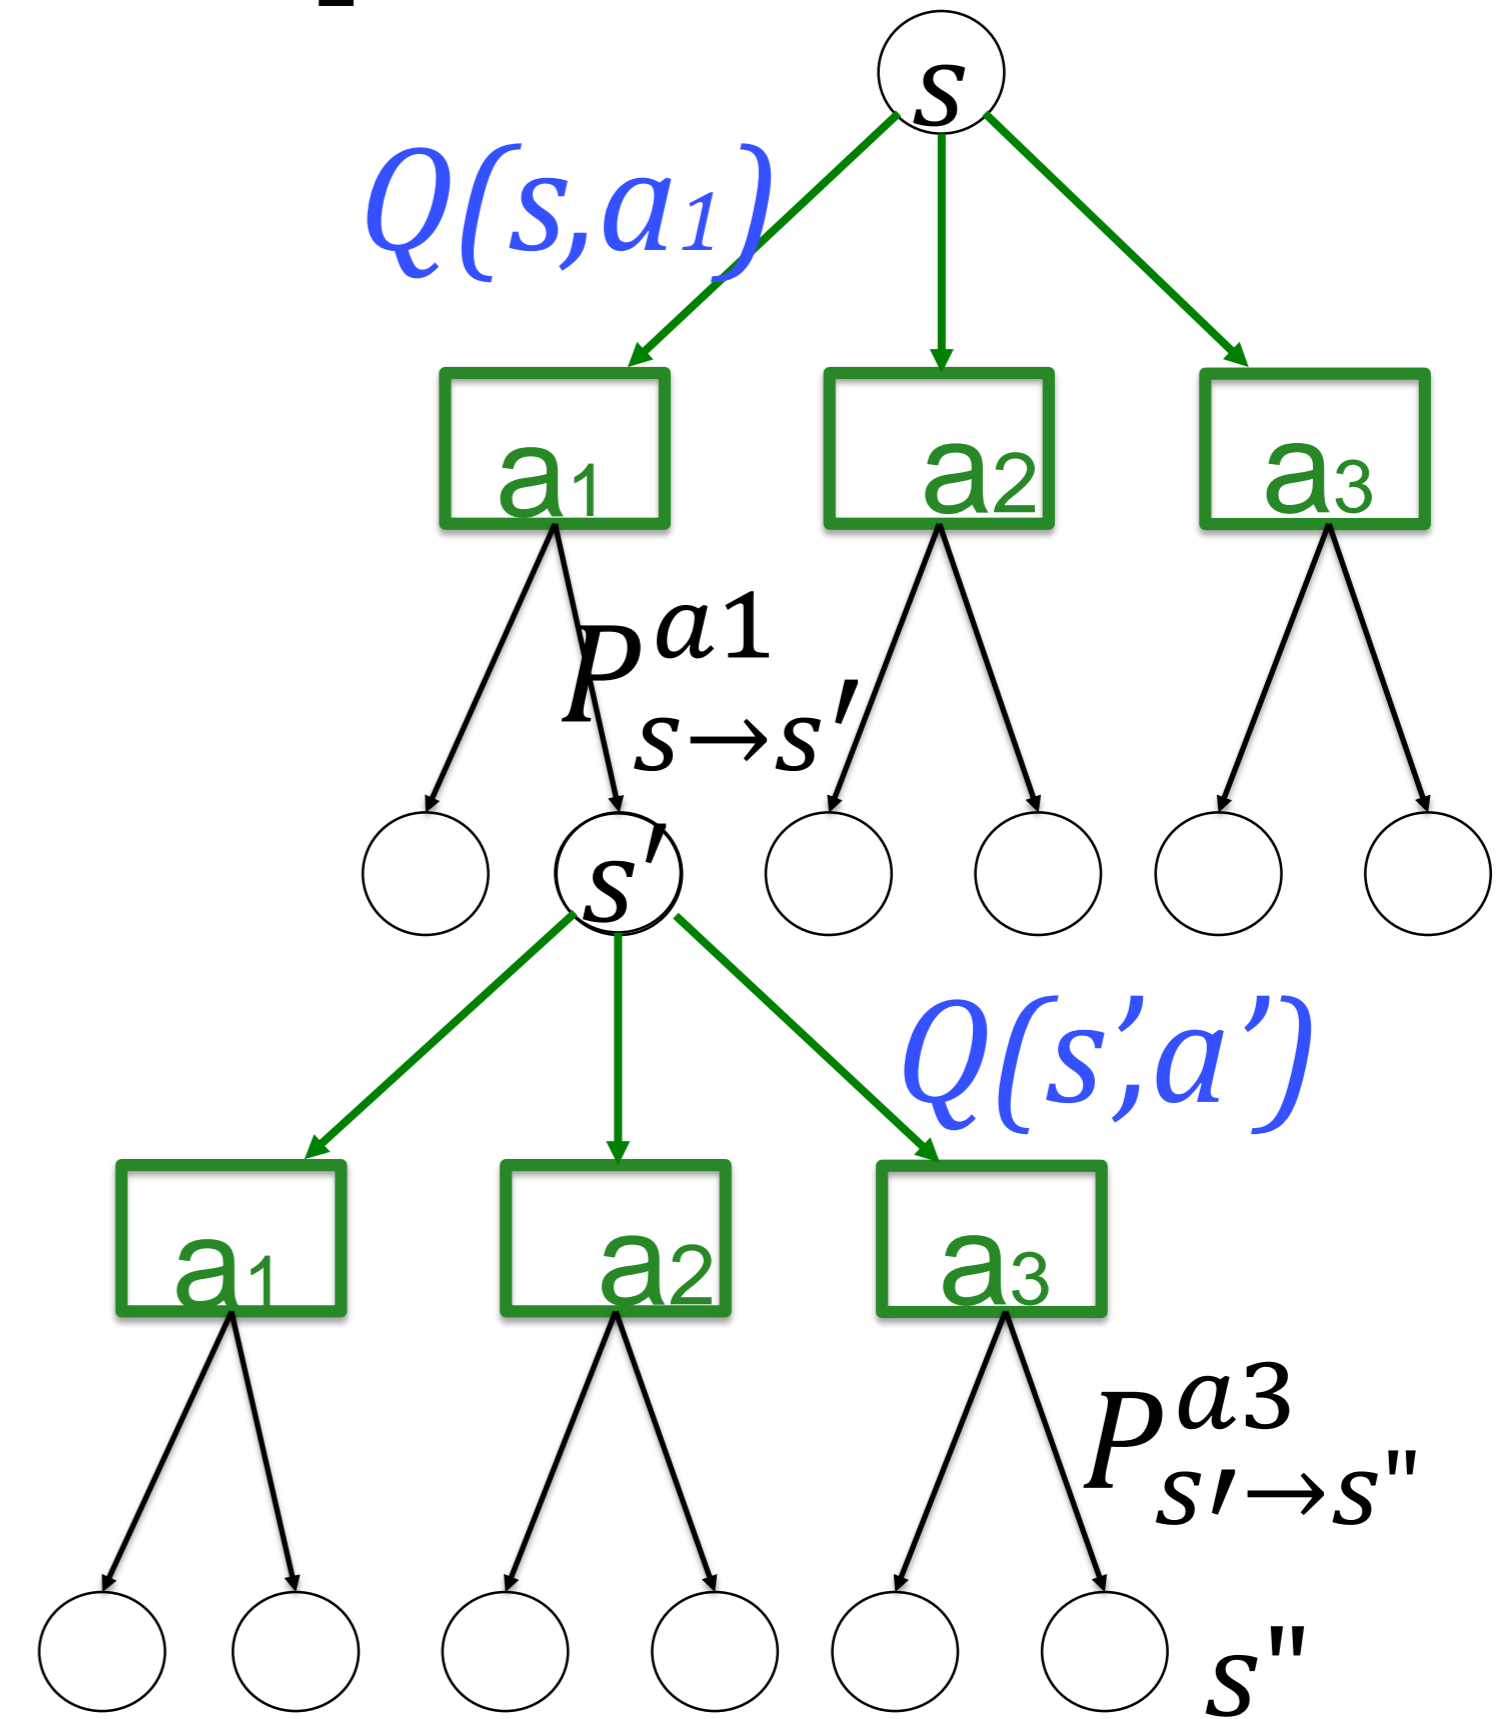 s
Q(s,a₁)
a₁ a₂ a₃
P^{a1}_{s→s′}
s′
Q(s′,a′)
a₁ a₂ a₃
P^{a3}_{s′→s"}
s"